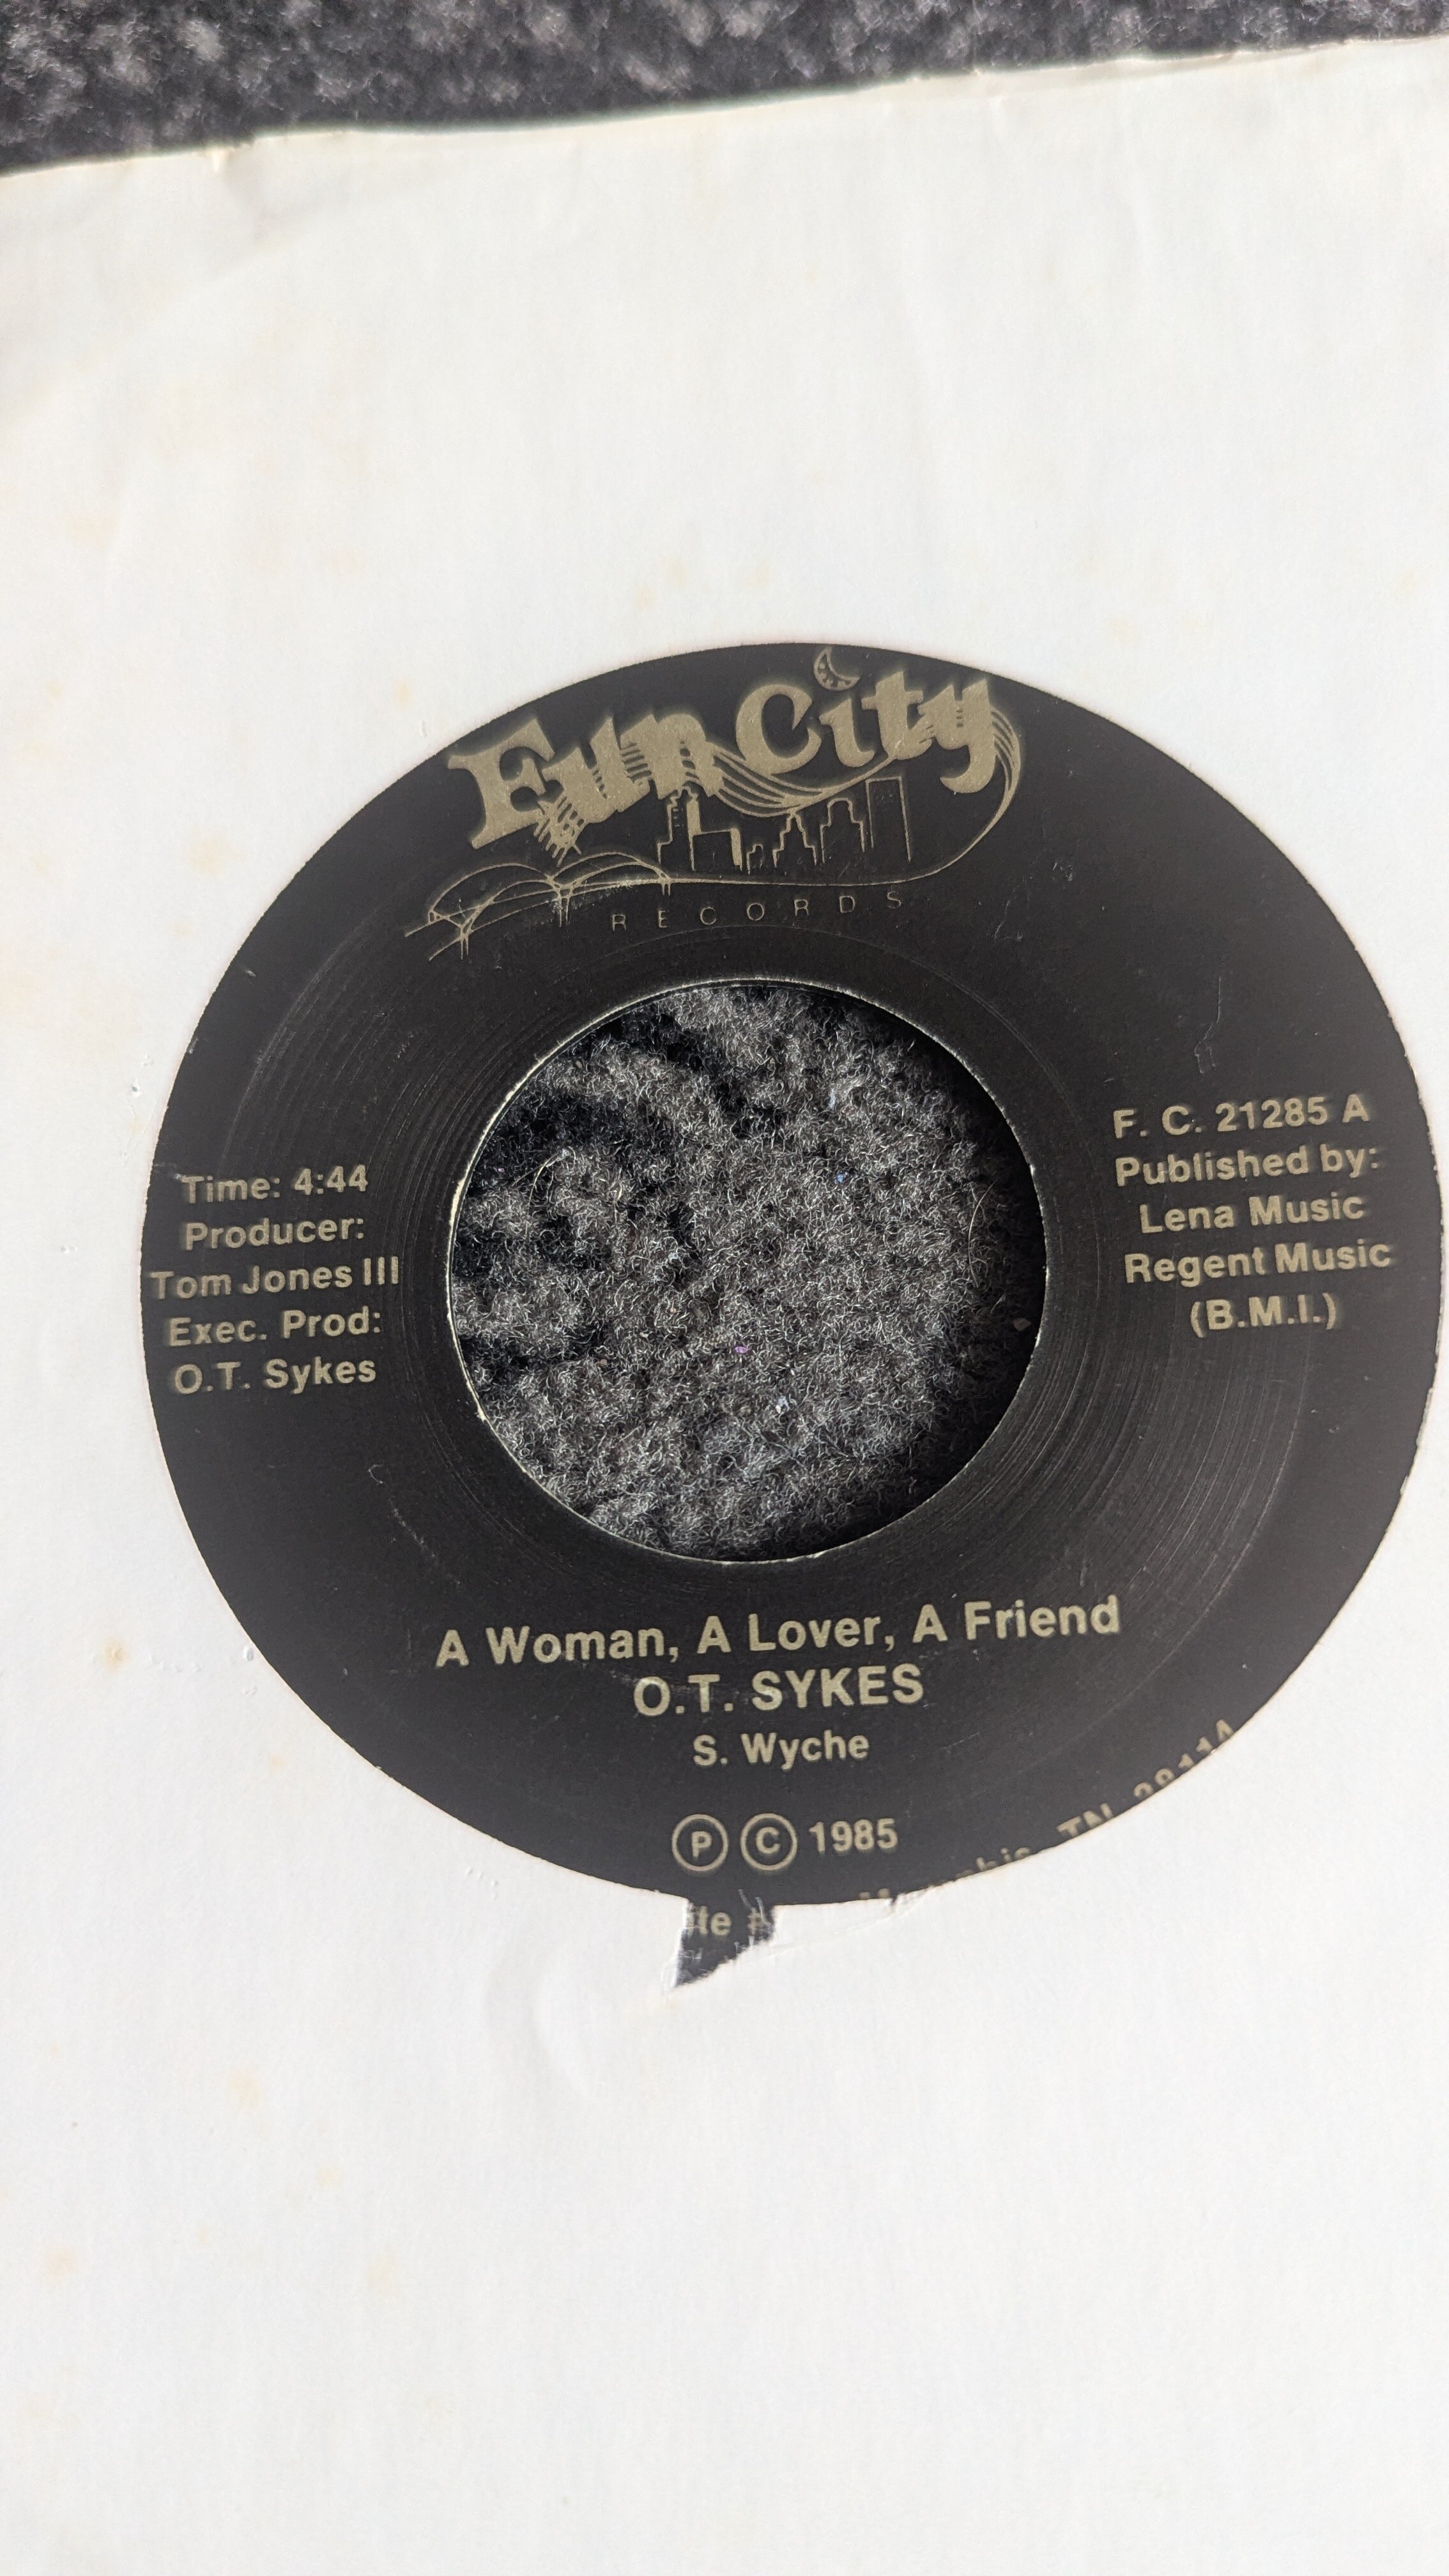 Fun City
RECORDS
Time: 4:44
Producer:
Tom Jones III
Exec. Prod:
O.T. Sykes
F. C. 21285 A
Published by:
Lena Music
Regent Music
(B.M.I.)
A Woman, A Lover, A Friend
O.T. SYKES
S. Wyche
Ⓟ Ⓒ 1985
TN